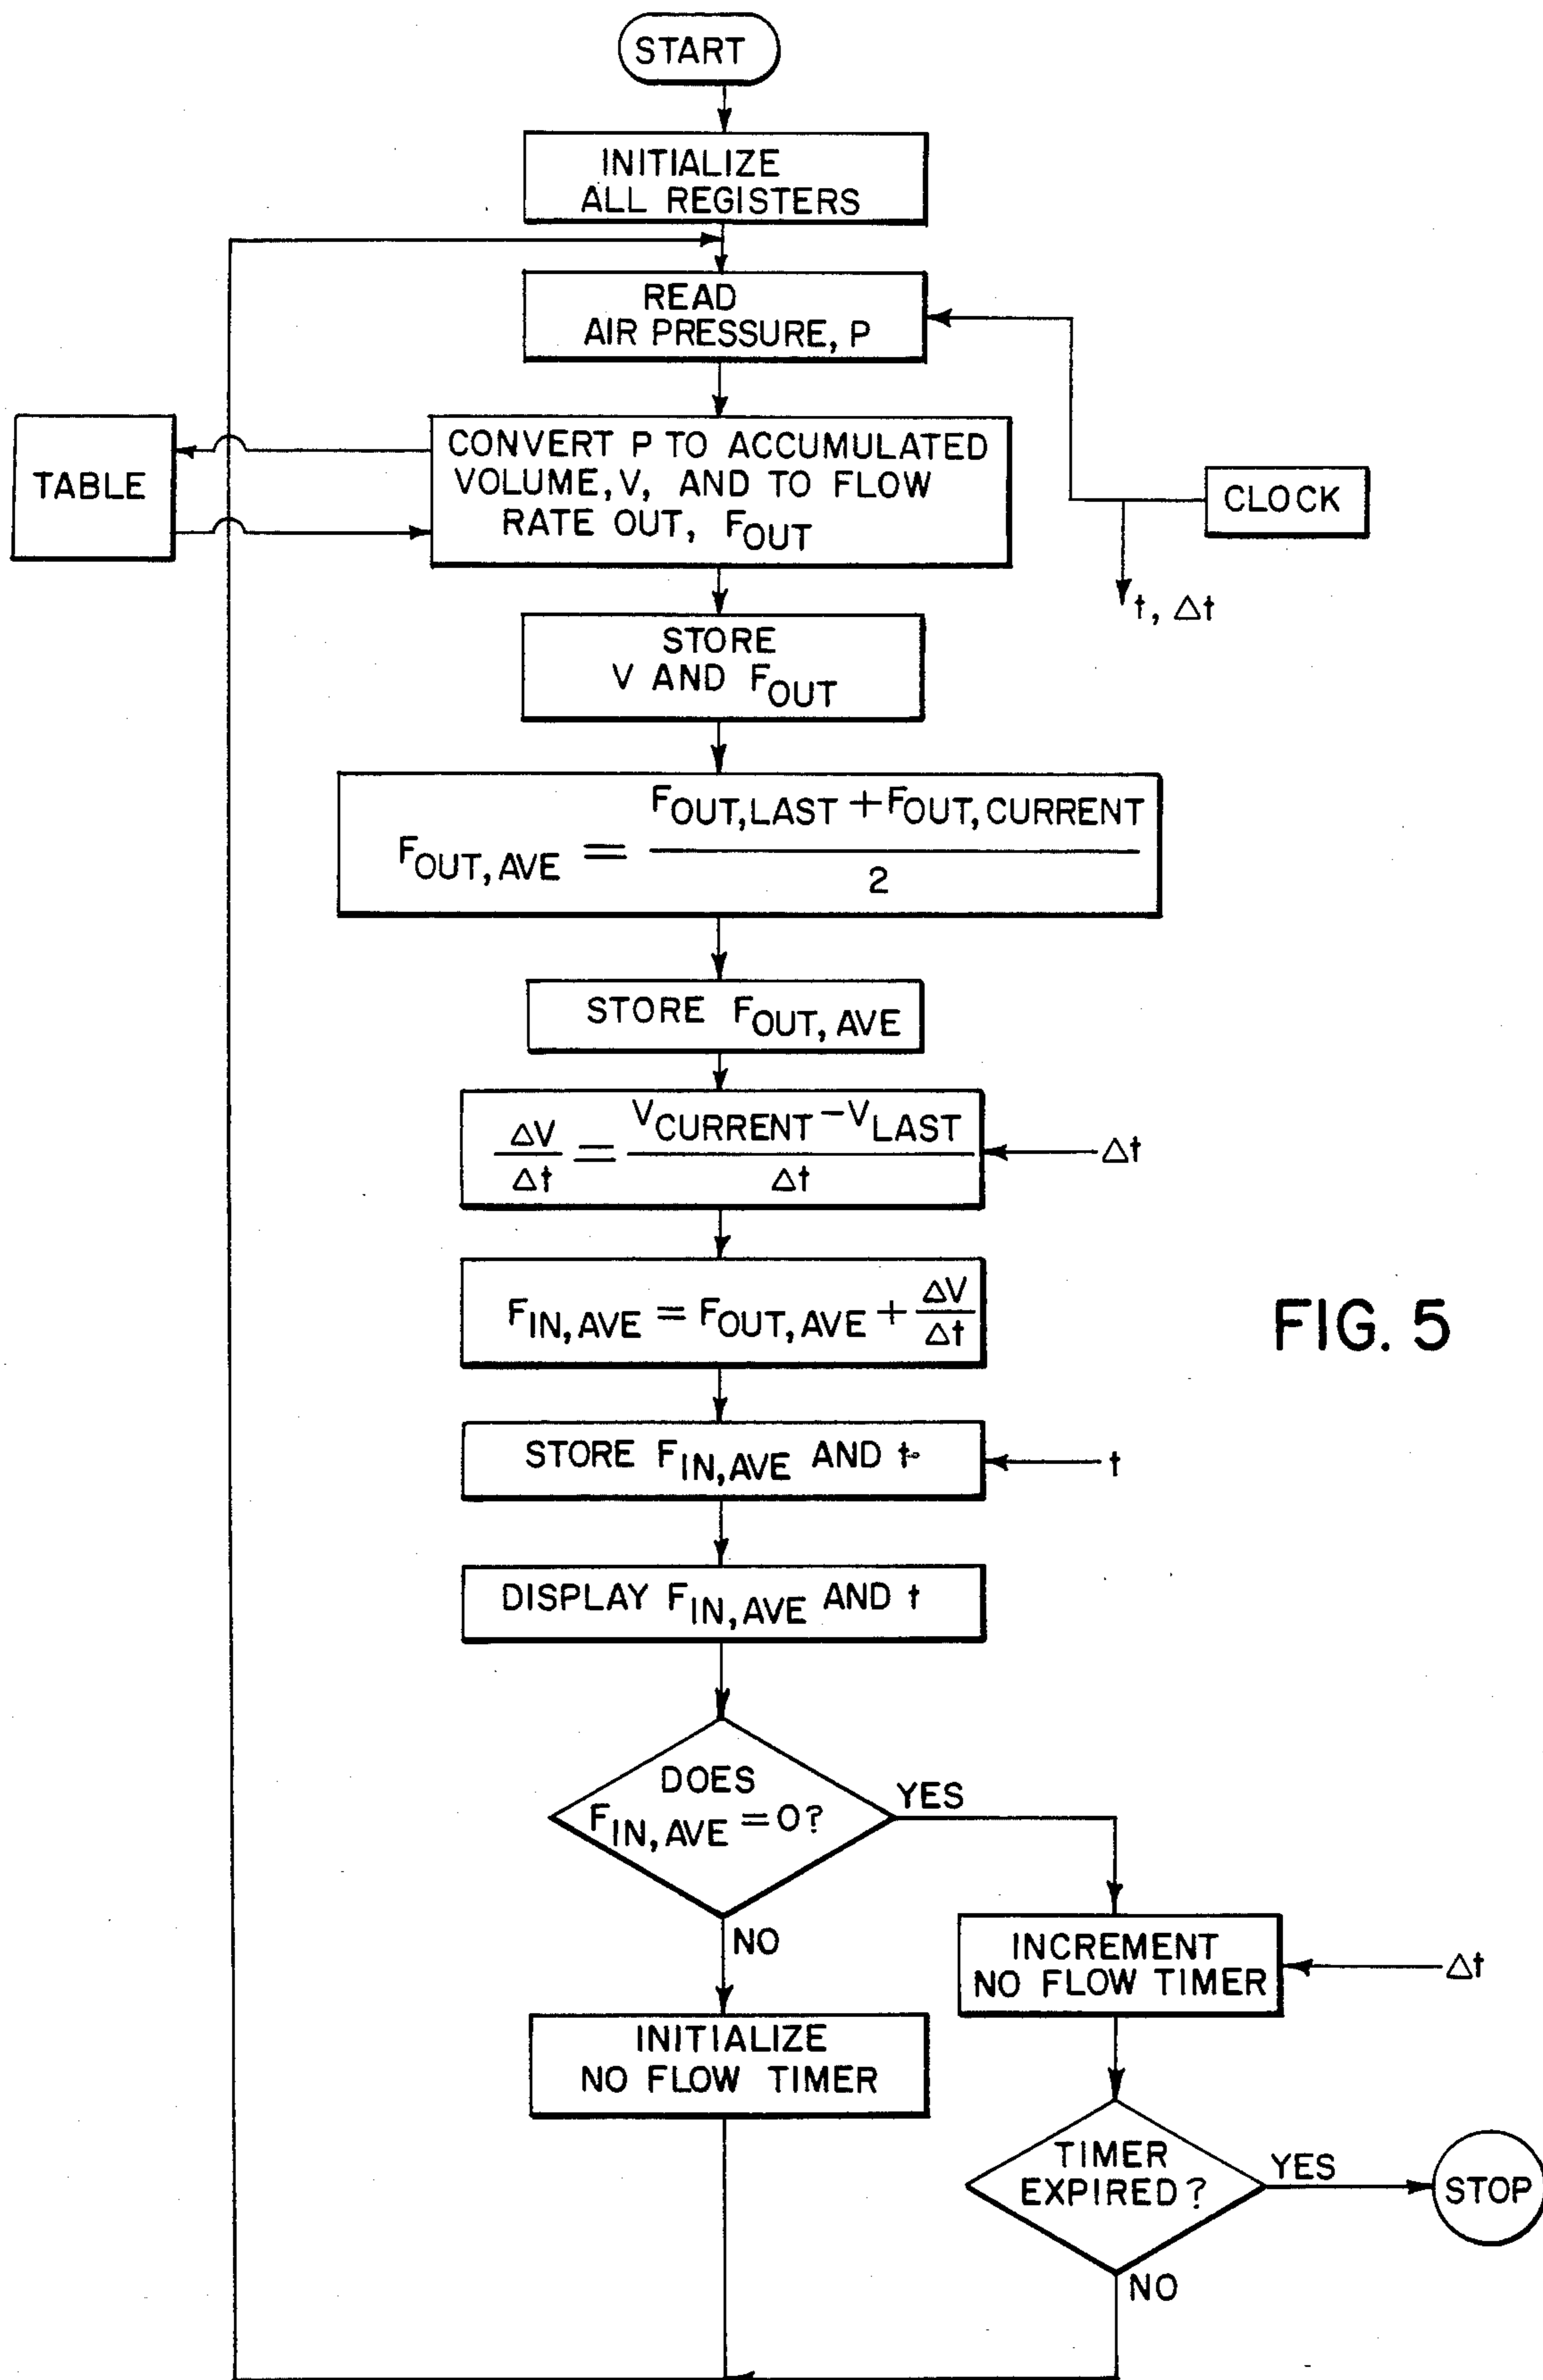 START
INITIALIZE
ALL REGISTERS
READ
AIR PRESSURE, P
TABLE
CONVERT P TO ACCUMULATED
VOLUME, V, AND TO FLOW
RATE OUT, FOUT
CLOCK
t, Δt
STORE
V AND FOUT
FOUT, AVE = FOUT,LAST + FOUT, CURRENT
2
STORE FOUT, AVE
ΔV/Δt = VCURRENT - VLAST/Δt
Δt
FIN, AVE = FOUT, AVE + ΔV/Δt
FIG. 5
STORE FIN, AVE AND t
t
DISPLAY FIN, AVE AND t
DOES
FIN, AVE = 0?
YES
NO
INCREMENT
NO FLOW TIMER
Δt
INITIALIZE
NO FLOW TIMER
TIMER
EXPIRED?
YES
STOP
NO